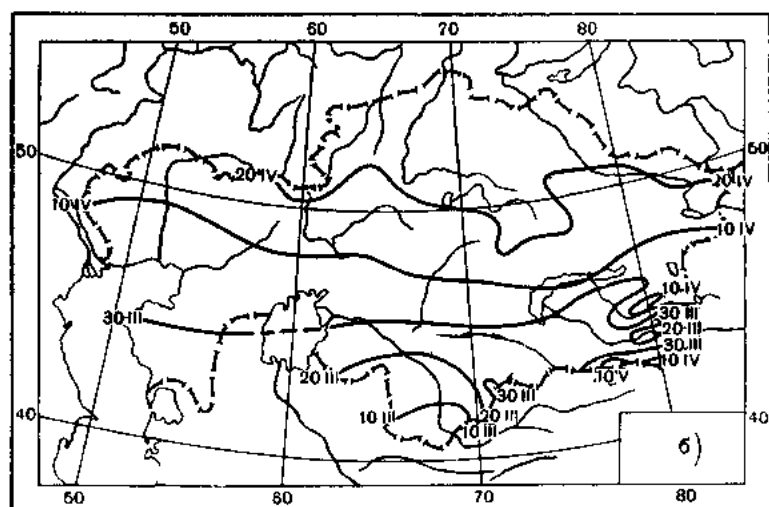 50 60 70 80
50 50
20 IV 20 IV
10 IV
10 IV
10 IV
30 III 30 III
20 III
30 III
10 IV
20 III 10 IV
30 III
10 III 20 III
10 III
40 40
б)
50 60 70 80